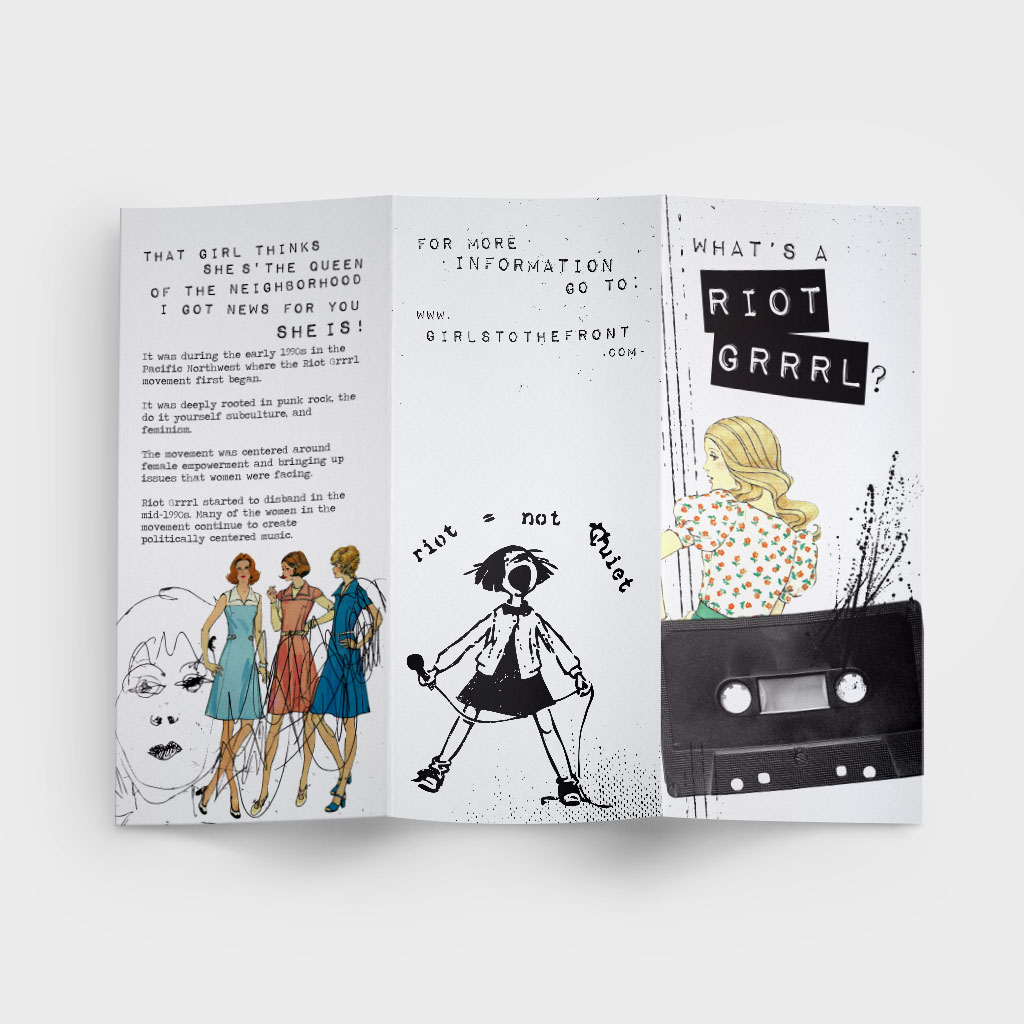 THAT GIRL THINKS
SHE S'THE QUEEN
OF THE NEIGHBORHOOD
I GOT NEWS FOR YOU
SHE IS!
It was during the early 1990s in the
Pacific Northwest where the Riot Grrrl
movement first began.
It was deeply rooted in punk rock, the
do it yourself subculture, and
feminism.
The movement was centered around
female empowerment and bringing up
issues that women were facing.
Riot Grrrl started to disband in the
mid-1990s. Many of the women in the
movement continue to create
politically centered music.
FOR MORE
INFORMATION
GO TO:
WWW.
GIRLSTOTHEFRONT
.COM
riot = not Quiet
WHAT'S A
RIOT
GRRRL?